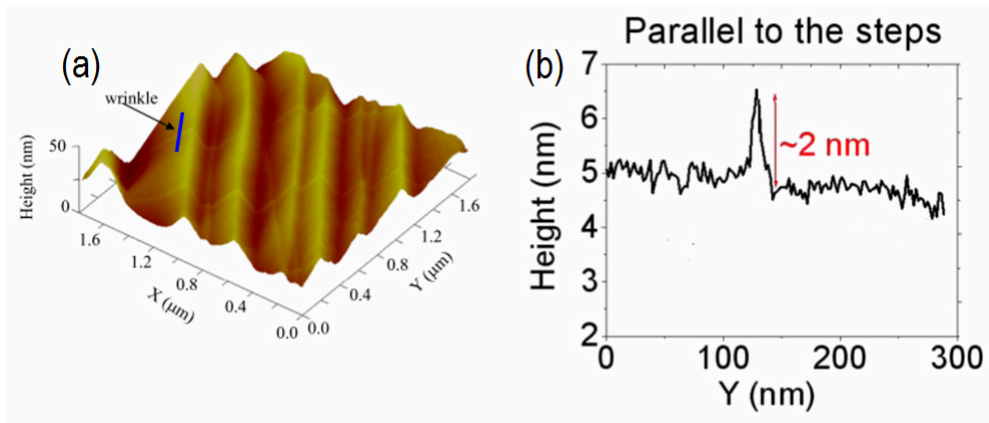 (a)
wrinkle
Height (nm)
50
0
1.6
1.2
0.8
0.4
0.0
X (μm)
0.0
0.4
0.8
1.2
1.6
Y (μm)
(b)
Parallel to the steps
7
6
5
4
3
2
Height (nm)
~2 nm
0
100
200
300
Y (nm)